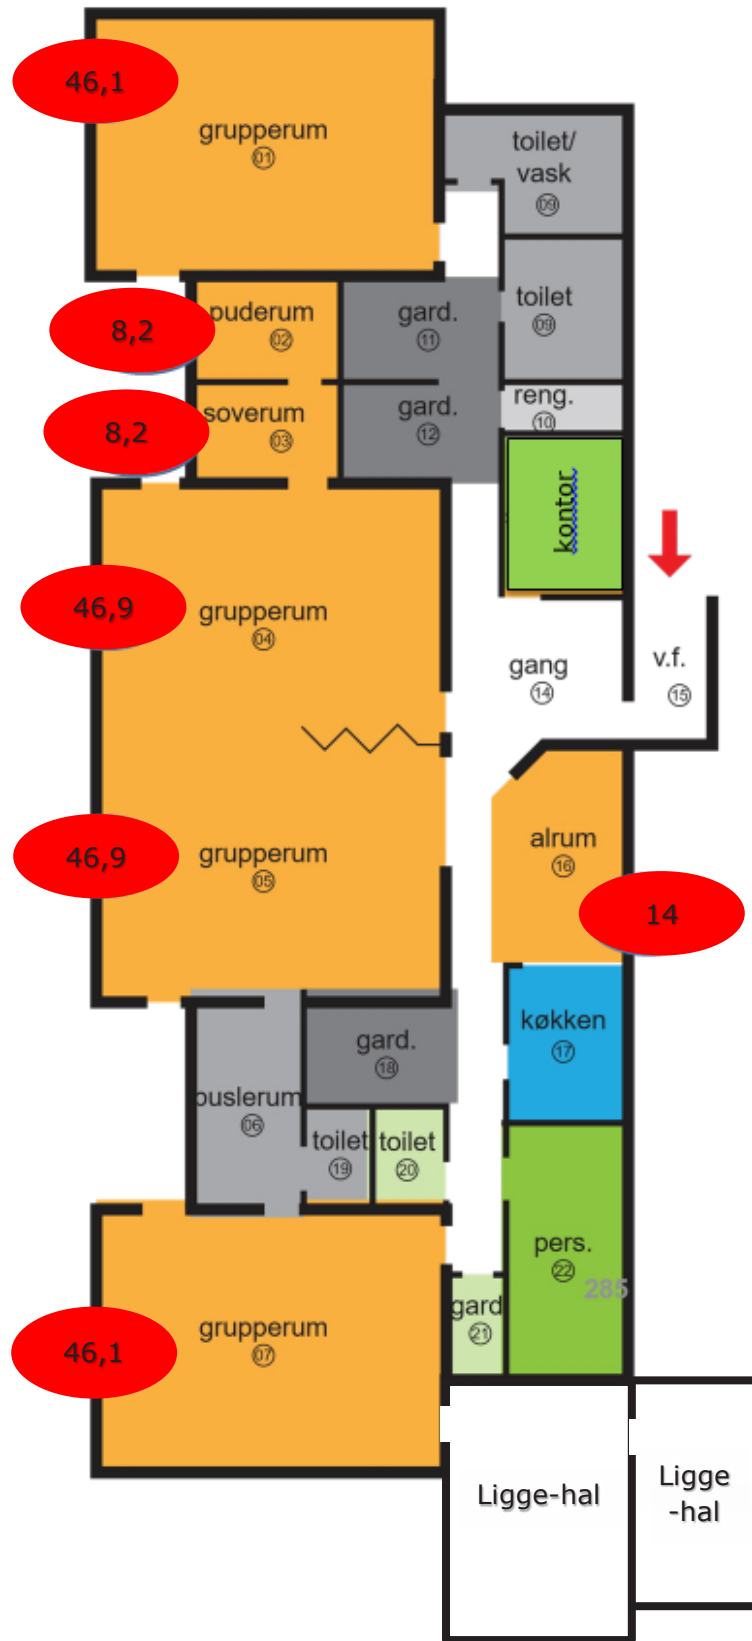 46,1
grupperum
01
toilet/
vask
09
8,2
puderum
02
gard.
11
toilet
09
8,2
soverum
03
gard.
12
reng.
10
kontor
46,9
grupperum
04
gang
14
v.f.
15
46,9
grupperum
05
alrum
16
14
køkken
17
gard.
18
puslerum
06
toilet
19
toilet
20
pers.
22
285
46,1
grupperum
07
gard
21
Ligge-hal
Ligge
-hal